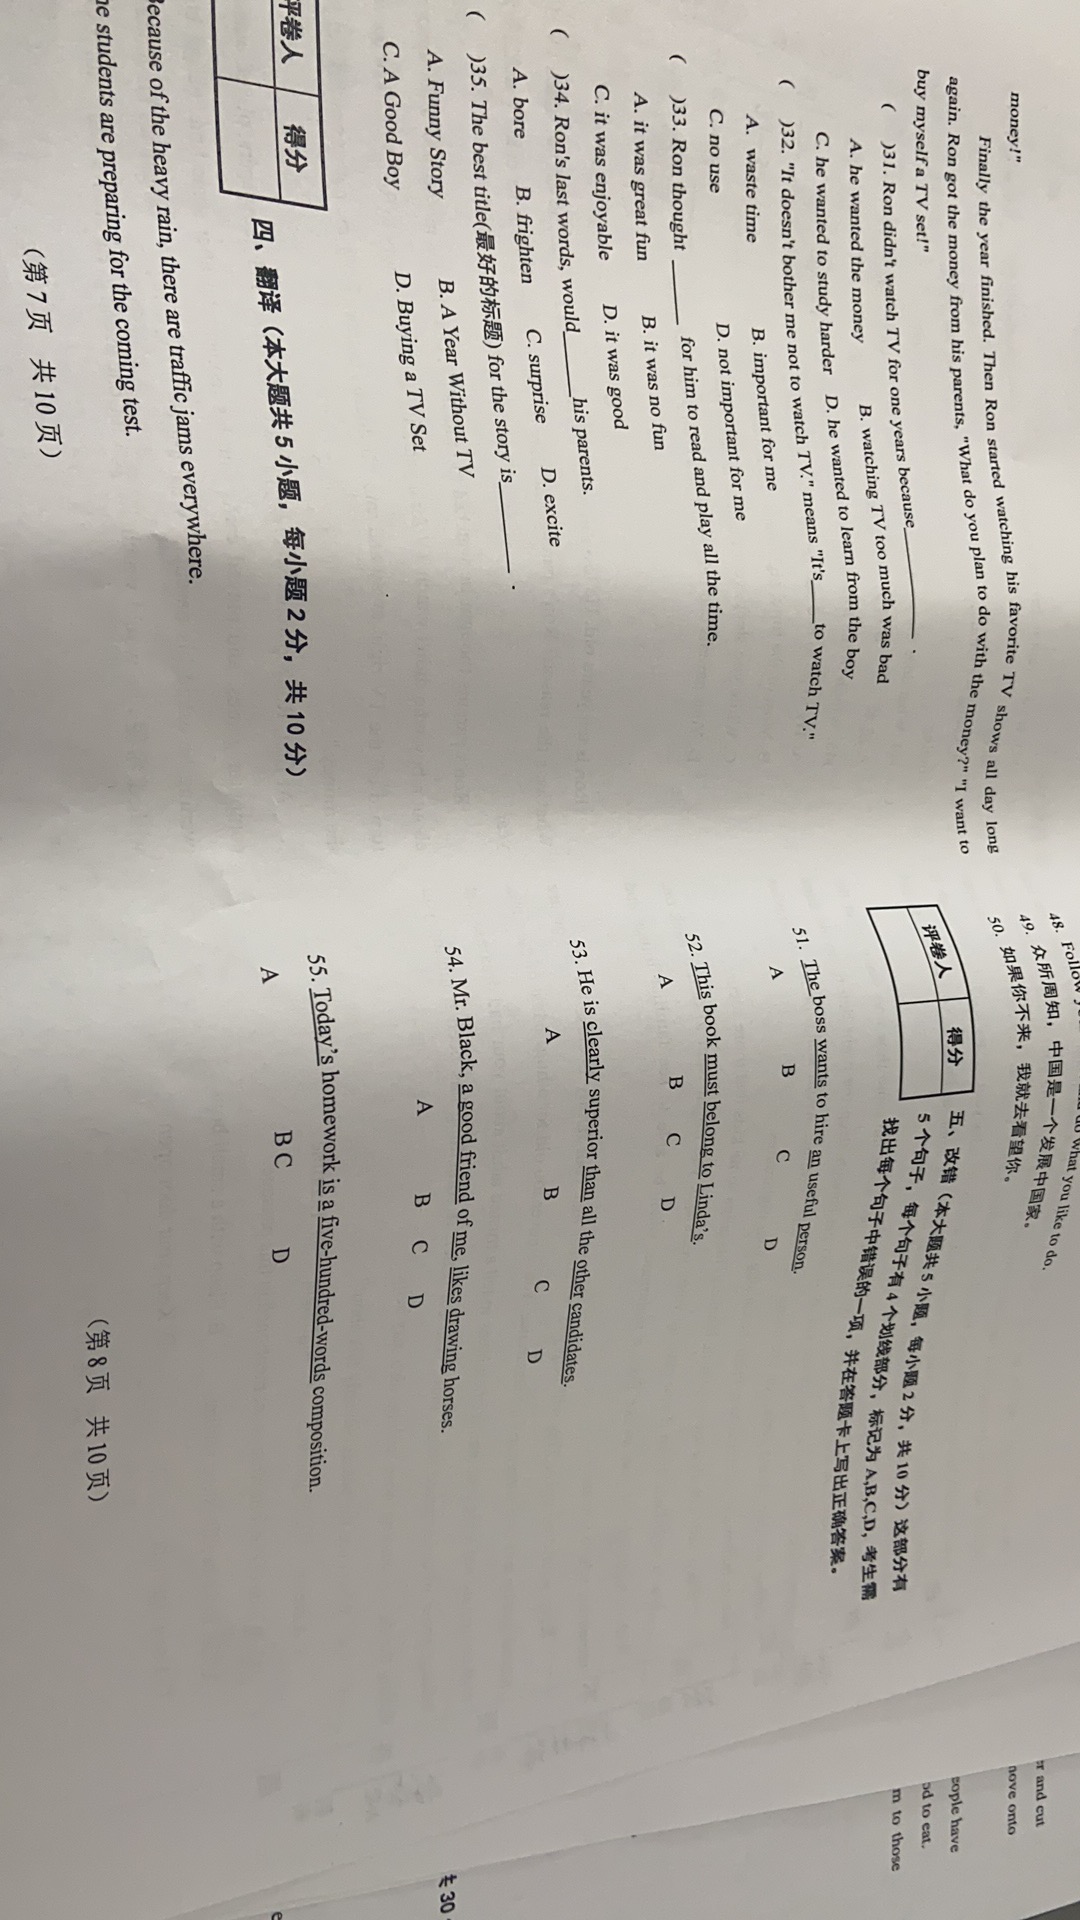 money!"
Finally the year finished. Then Ron started watching his favorite TV shows all day long
again. Ron got the money from his parents, "What do you plan to do with the money?" "I want to
buy myself a TV set!"
( )31. Ron didn't watch TV for one years because________.
A. he wanted the money B. watching TV too much was bad
C. he wanted to study harder D. he wanted to learn from the boy
( )32. "It doesn't bother me not to watch TV." means "It's____to watch TV."
A. waste time B. important for me
C. no use D. not important for me
( )33. Ron thought ______ for him to read and play all the time.
A. it was great fun B. it was no fun
C. it was enjoyable D. it was good
( )34. Ron's last words, would______his parents.
A. bore B. frighten C. surprise D. excite
( )35. The best title(最好的标题) for the story is________.
A. Funny Story B. A Year Without TV
C. A Good Boy D. Buying a TV Set
评卷人 得分
四、翻译（本大题共 5 小题，每小题 2 分，共 10 分）
Because of the heavy rain, there are traffic jams everywhere.
students are preparing for the coming test.
（第 7 页 共 10 页）
48. Follow what you like to do.
49. 众所周知，中国是一个发展中国家。
50. 如果你不来，我就去看望你。
评卷人 得分
五、改错（本大题共 5 小题，每小题 2 分，共 10 分）这部分有
5 个句子，每个句子有 4 个划线部分，标记为 A,B,C,D，考生需
找出每个句子中错误的一项，并在答题卡上写出正确答案。
51. The boss wants to hire an useful person.
A B C D
52. This book must belong to Linda's.
A B C D
53. He is clearly superior than all the other candidates.
A B C D
54. Mr. Black, a good friend of me, likes drawing horses.
A B C D
55. Today's homework is a five-hundred-words composition.
A B C D
（第 8 页 共 10 页）
and cut
onto
have
to eat.
to those
30